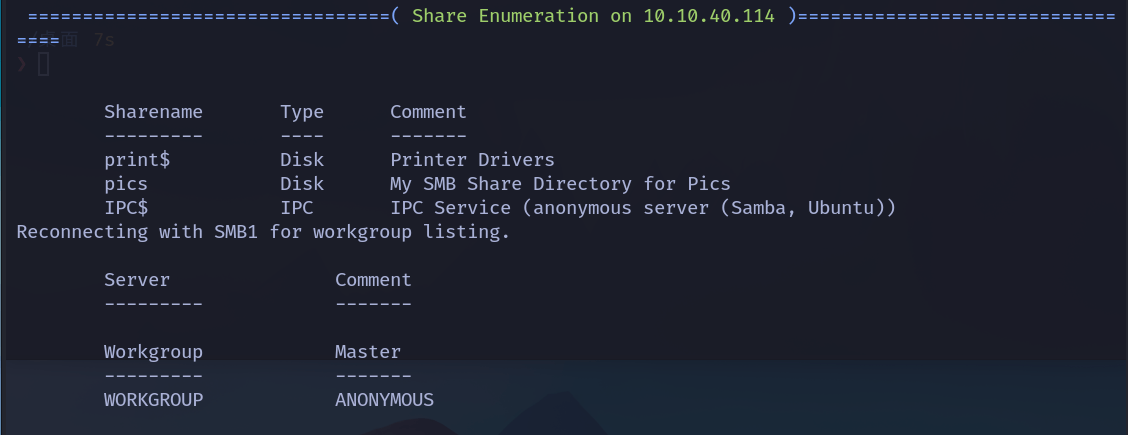 =================================( Share Enumeration on 10.10.40.114 )=============================
====面 7s
❯
Sharename Type Comment
--------- ---- -------
print$ Disk Printer Drivers
pics Disk My SMB Share Directory for Pics
IPC$ IPC IPC Service (anonymous server (Samba, Ubuntu))
Reconnecting with SMB1 for workgroup listing.
Server Comment
--------- -------
Workgroup Master
--------- -------
WORKGROUP ANONYMOUS